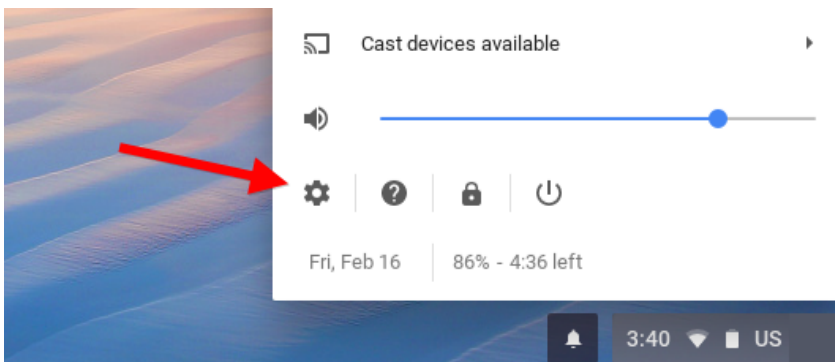 Cast devices available
Fri, Feb 16
86% - 4:36 left
3:40 US